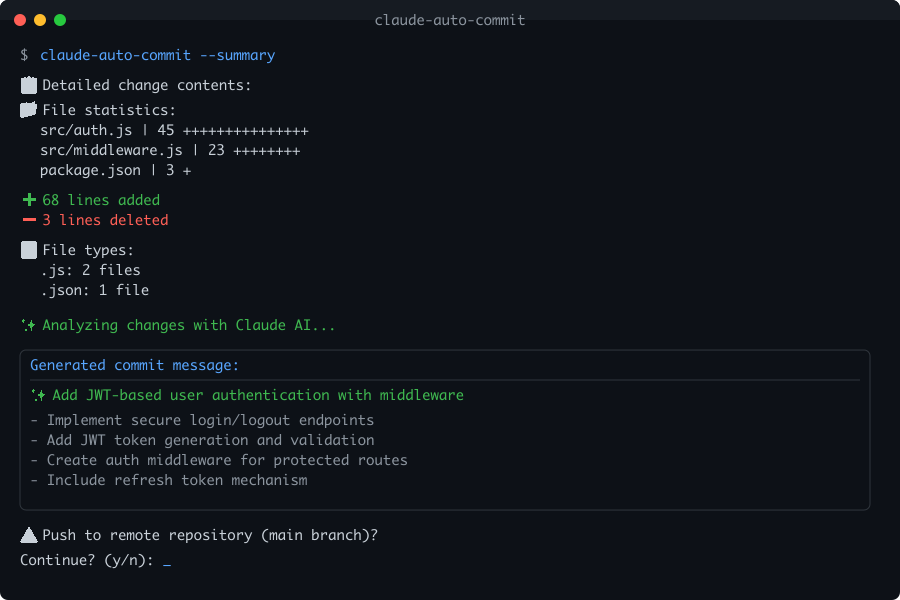 claude-auto-commit
$ claude-auto-commit --summary
Detailed change contents:
File statistics:
src/auth.js | 45 +++++++++++++++
src/middleware.js | 23 ++++++++
package.json | 3 +
+ 68 lines added
- 3 lines deleted
File types:
.js: 2 files
.json: 1 file
Analyzing changes with Claude AI...
Generated commit message:
Add JWT-based user authentication with middleware
- Implement secure login/logout endpoints
- Add JWT token generation and validation
- Create auth middleware for protected routes
- Include refresh token mechanism
Push to remote repository (main branch)?
Continue? (y/n): _